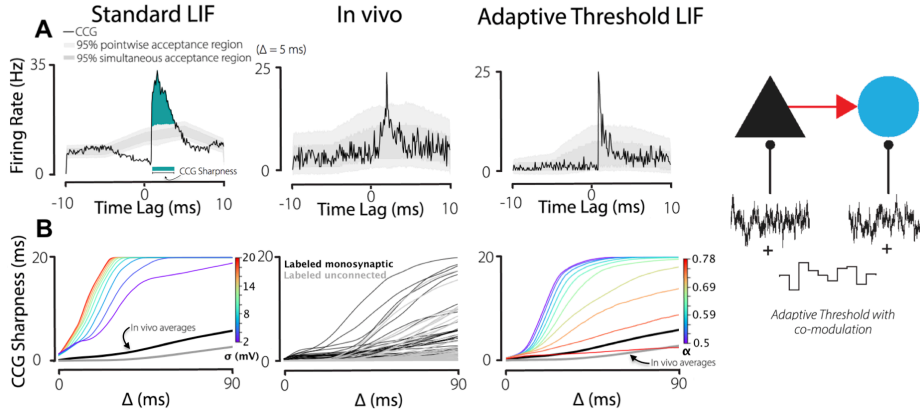 Standard LIF
In vivo
Adaptive Threshold LIF
A
CCG
95% pointwise acceptance region
95% simultaneous acceptance region
(Δ = 5 ms)
Firing Rate (Hz)
35
0
CCG Sharpness
-10
0
10
Time Lag (ms)
25
0
-10
0
10
Time Lag (ms)
25
0
-10
0
10
Time Lag (ms)
B
CCG Sharpness (ms)
20
0
In vivo averages
20
14
8
2
σ (mV)
0
90
Δ (ms)
20
0
Labeled monosynaptic
Labeled unconnected
0
90
Δ (ms)
20
0
0.78
0.69
0.59
0.5
α
In vivo averages
0
90
Δ (ms)
+
+
Adaptive Threshold with
co-modulation